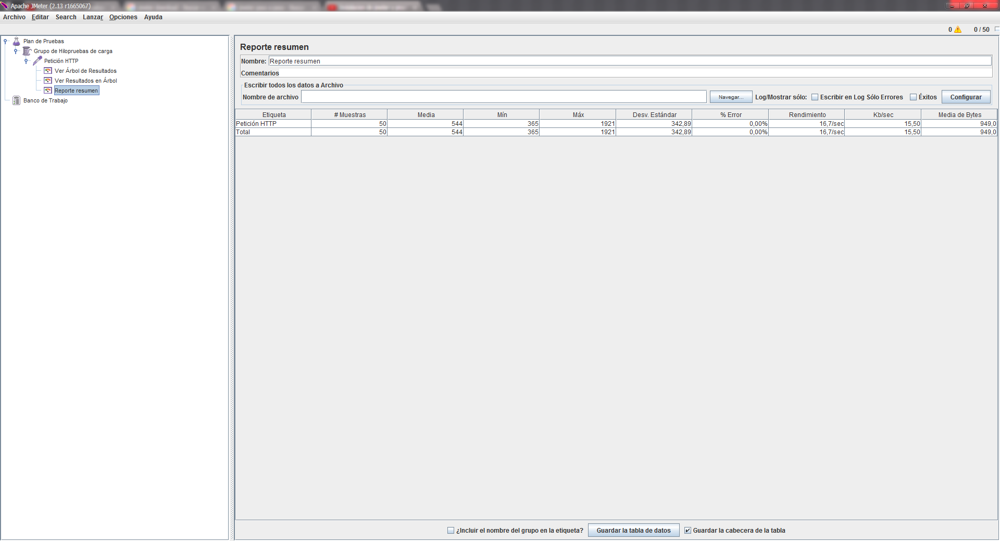 Apache JMeter (2.13 r1665067)
Archivo Editar Search Lanzar Opciones Ayuda
0 0 / 50
Plan de Pruebas
Grupo de Hilopruebas de carga
Petición HTTP
Ver Árbol de Resultados
Ver Resultados en Árbol
Reporte resumen
Banco de Trabajo
Reporte resumen
Nombre: Reporte resumen
Comentarios
Escribir todos los datos a Archivo
Nombre de archivo Navegar... Log/Mostrar sólo: Escribir en Log Sólo Errores Éxitos Configurar
Etiqueta # Muestras Media Mín Máx Desv. Estándar % Error Rendimiento Kb/sec Media de Bytes
Petición HTTP 50 544 365 1921 342,89 0,00% 16,7/sec 15,50 949,0
Total 50 544 365 1921 342,89 0,00% 16,7/sec 15,50 949,0
¿Incluir el nombre del grupo en la etiqueta? Guardar la tabla de datos Guardar la cabecera de la tabla